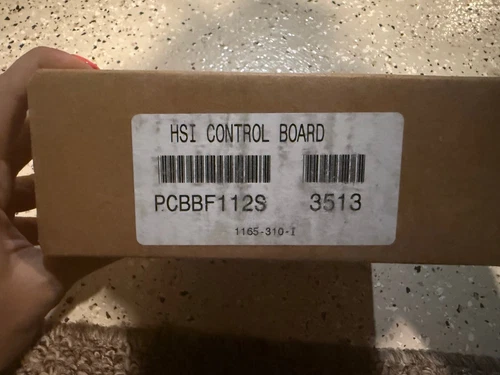 HSI CONTROL BOARD
PCBBF112S 3513
1165-310-I